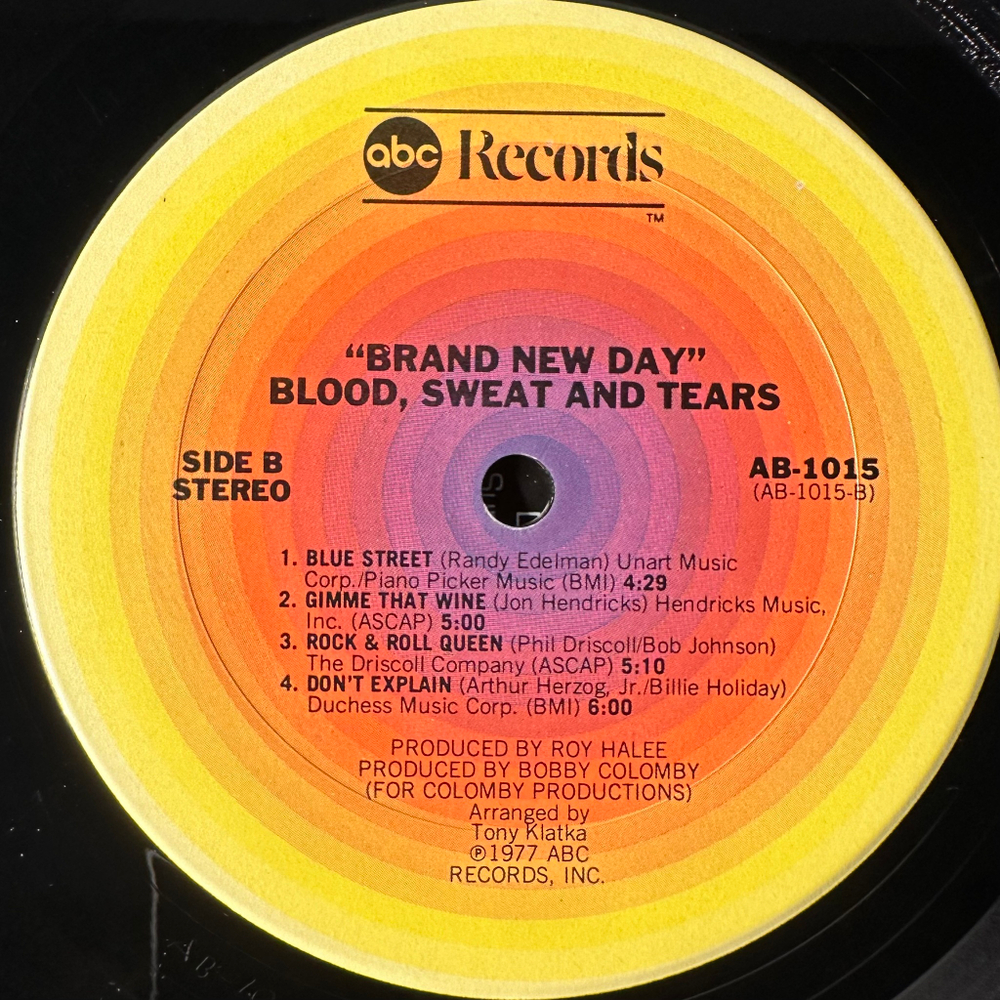 abc Records
TM
“BRAND NEW DAY”
BLOOD, SWEAT AND TEARS
SIDE B
STEREO
AB-1015
(AB-1015-B)
1. BLUE STREET (Randy Edelman) Unart Music
Corp./Piano Picker Music (BMI) 4:29
2. GIMME THAT WINE (Jon Hendricks) Hendricks Music,
Inc. (ASCAP) 5:00
3. ROCK & ROLL QUEEN (Phil Driscoll/Bob Johnson)
The Driscoll Company (ASCAP) 5:10
4. DON'T EXPLAIN (Arthur Herzog, Jr./Billie Holiday)
Duchess Music Corp. (BMI) 6:00
PRODUCED BY ROY HALEE
PRODUCED BY BOBBY COLOMBY
(FOR COLOMBY PRODUCTIONS)
Arranged by
Tony Klatka
℗1977 ABC
RECORDS, INC.
AB